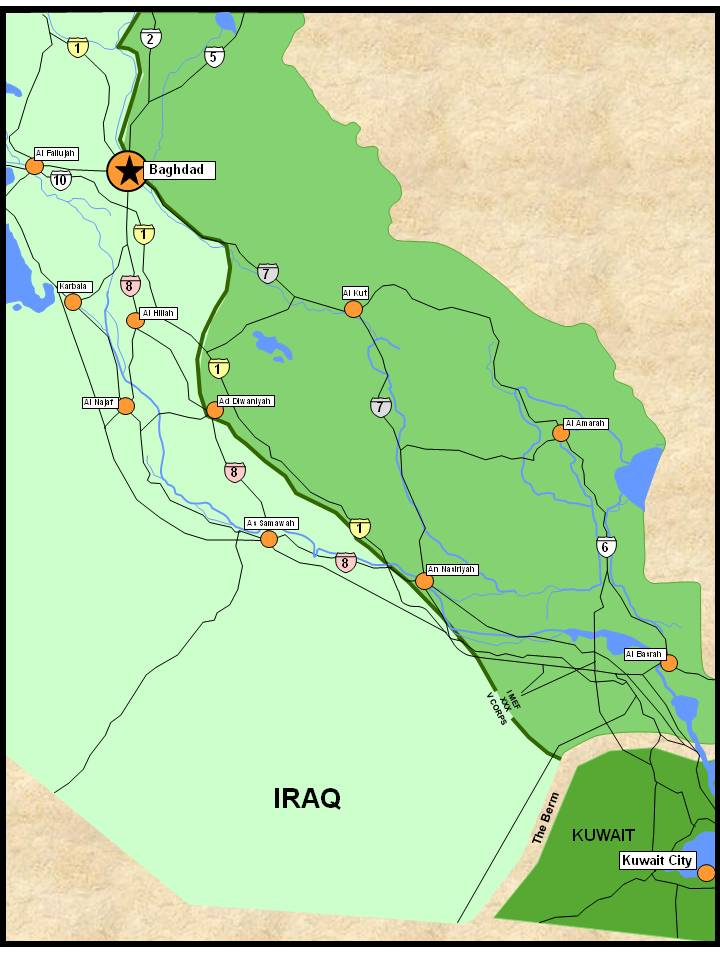 1
2
5
Al Fallujah
10
Baghdad
1
7
Karbala
8
Al Hillah
Al Kut
1
Al Najaf
Ad Diwaniyah
7
Al Amarah
8
As Samawah
1
6
8
An Nasiriyah
Al Basrah
I MEF
XXX
V CORPS
IRAQ
The Berm
KUWAIT
Kuwait City